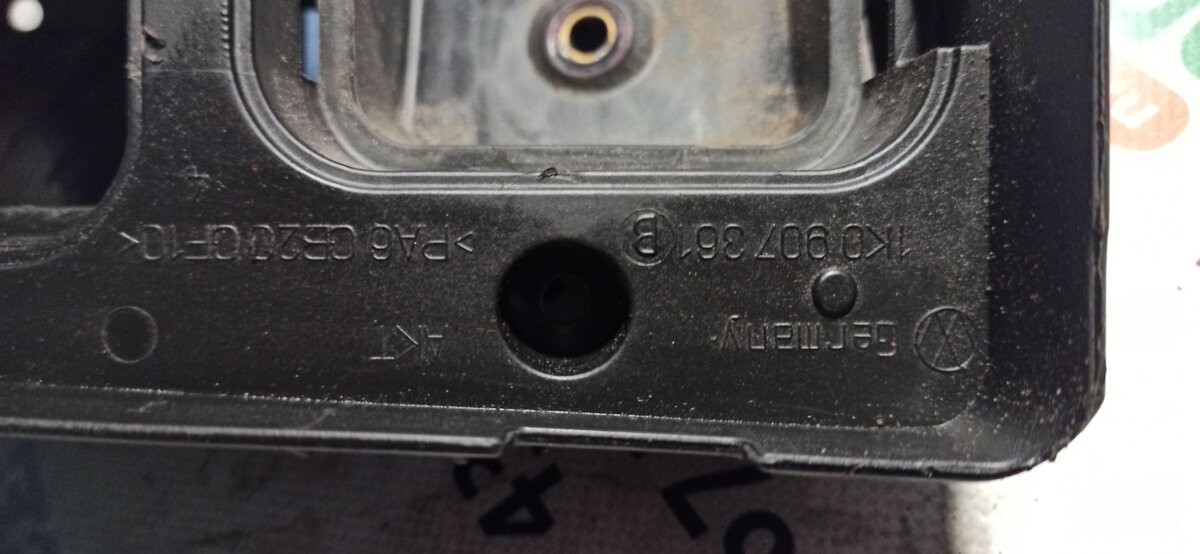 Germany AKT
1K0 907 361 B >PA6 GB20 GF10<